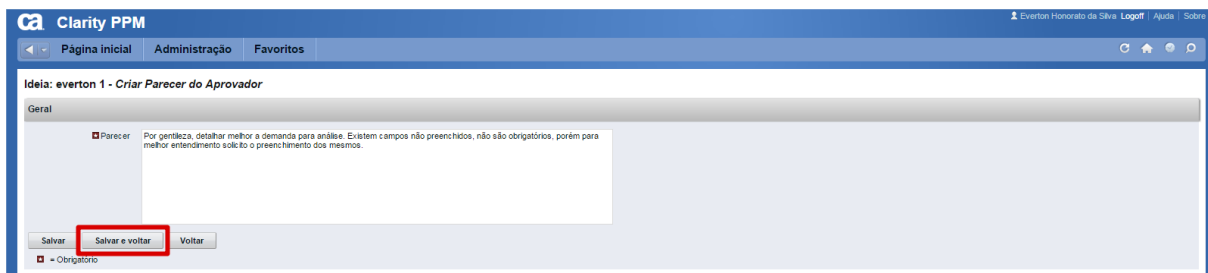 ca Clarity PPM
Everton Honorato da Silva Logoff | Ajuda | Sobre
Página inicial Administração Favoritos
Ideia: everton 1 - Criar Parecer do Aprovador
Geral
Parecer
Por gentileza, detalhar melhor a demanda para análise. Existem campos não preenchidos, não são obrigatórios, porém para
melhor entendimento solicito o preenchimento dos mesmos.
Salvar Salvar e voltar Voltar
= Obrigatório